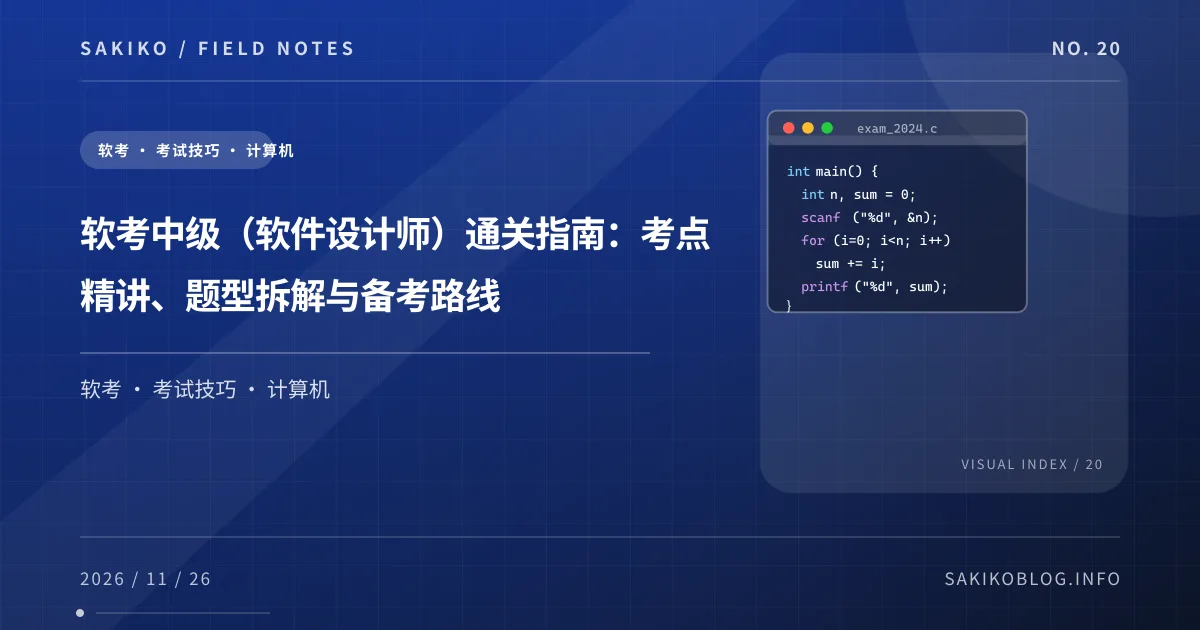 SAKIKO / FIELD NOTES
NO. 20
软考 · 考试技巧 · 计算机
软考中级（软件设计师）通关指南：考点
精讲、题型拆解与备考路线
软考 · 考试技巧 · 计算机
exam_2024.c
int main() {
int n, sum = 0;
scanf ("%d", &n);
for (i=0; i<n; i++)
sum += i;
printf ("%d", sum);
}
VISUAL INDEX / 20
2026 / 11 / 26
SAKIKOBLOG.INFO